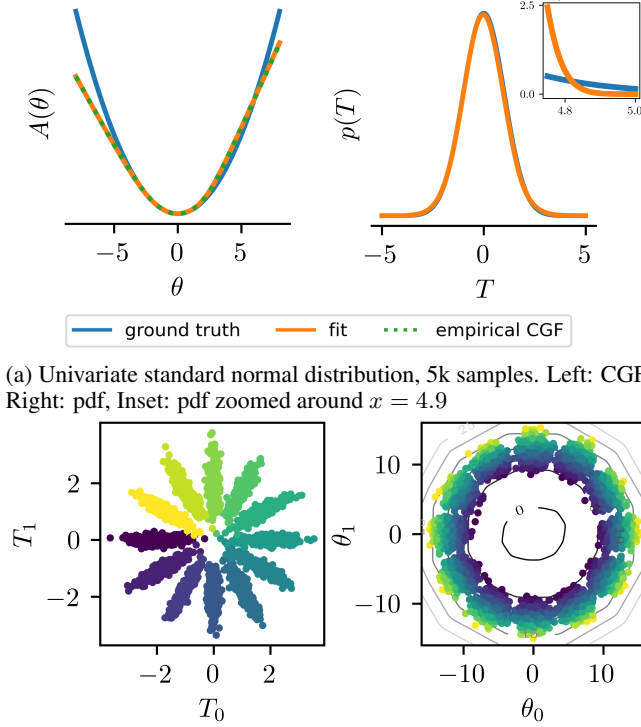 A(θ)
−5 0 5
θ
p(T)
2.5
0.0
4.8 5.0
−5 0 5
T
ground truth fit empirical CGF
(a) Univariate standard normal distribution, 5k samples. Left: CGF
Right: pdf, Inset: pdf zoomed around x = 4.9
T₁
2
0
−2
−2 0 2
T₀
θ₁
10
0
−10
−10 0 10
θ₀
25
0